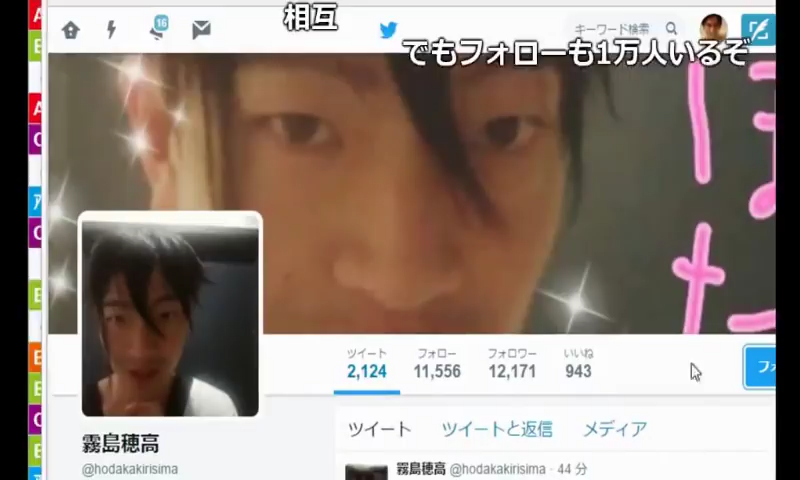 相互
16
キーワード検索
でもフォローも1万人いるぞ
ツイート フォロー フォロワー いいね
2,124 11,556 12,171 943
霧島穂高
@hodakakirisima
ツイート ツイートと返信 メディア
霧島穂高 @hodakakirisima · 44 分